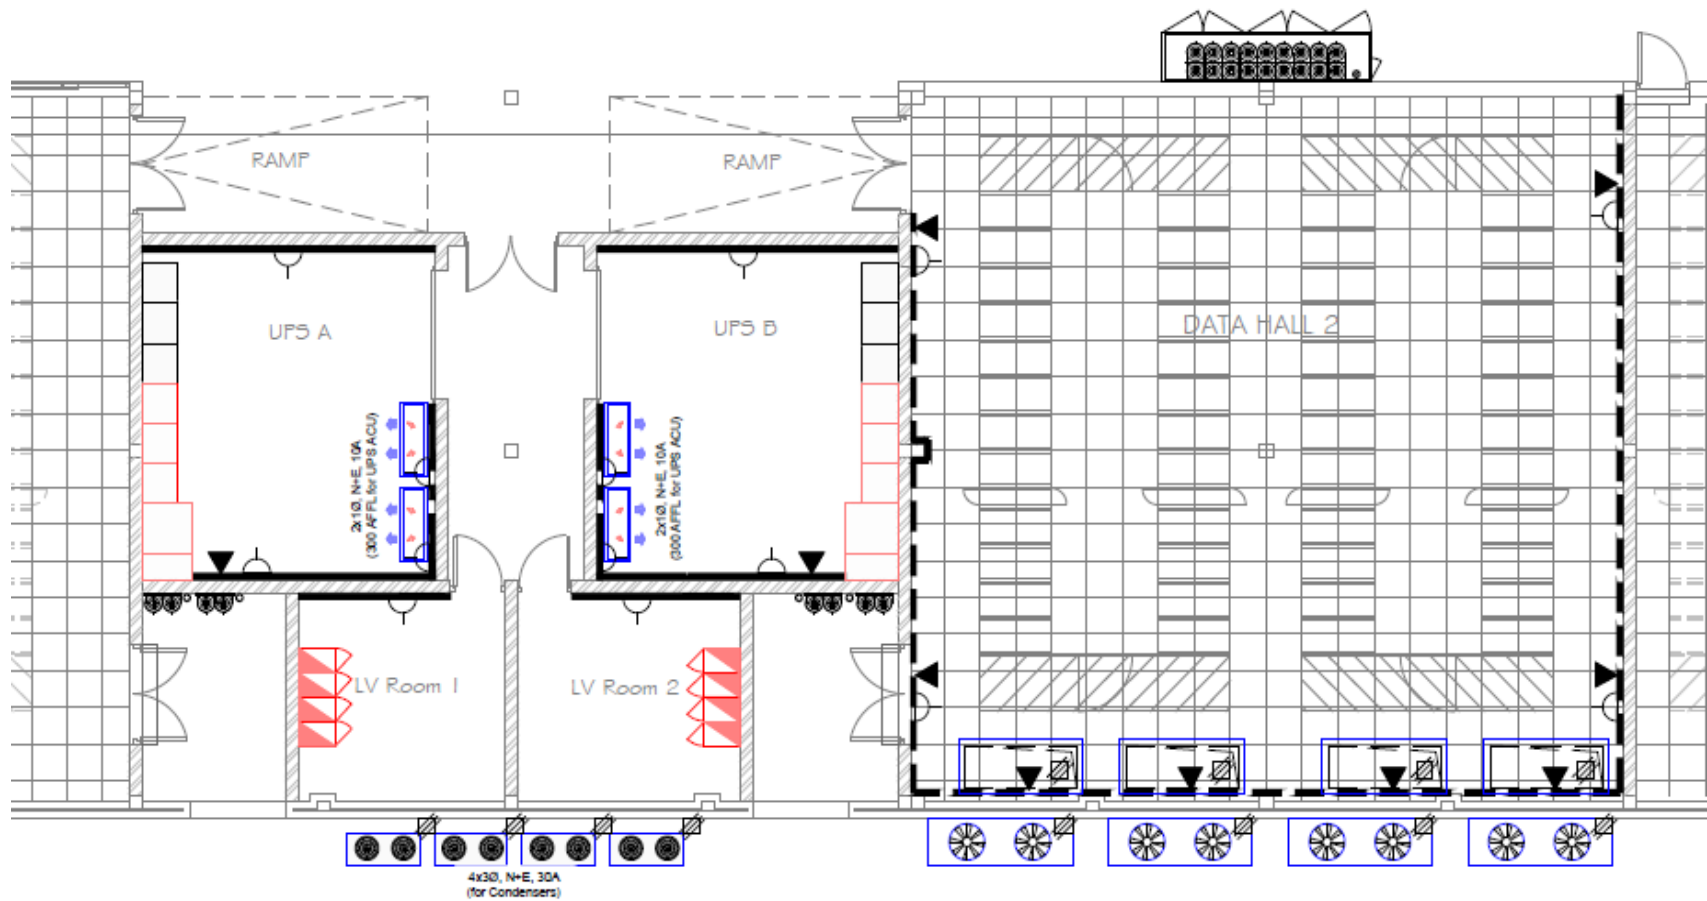 RAMP
RAMP
UPS A
UPS B
DATA HALL 2
2x1Ø, N+E, 10A
(300 AFFL for UPS ACU)
2x1Ø, N+E, 10A
(300 AFFL for UPS ACU)
LV Room 1
LV Room 2
4x3Ø, N+E, 30A
(for Condensers)